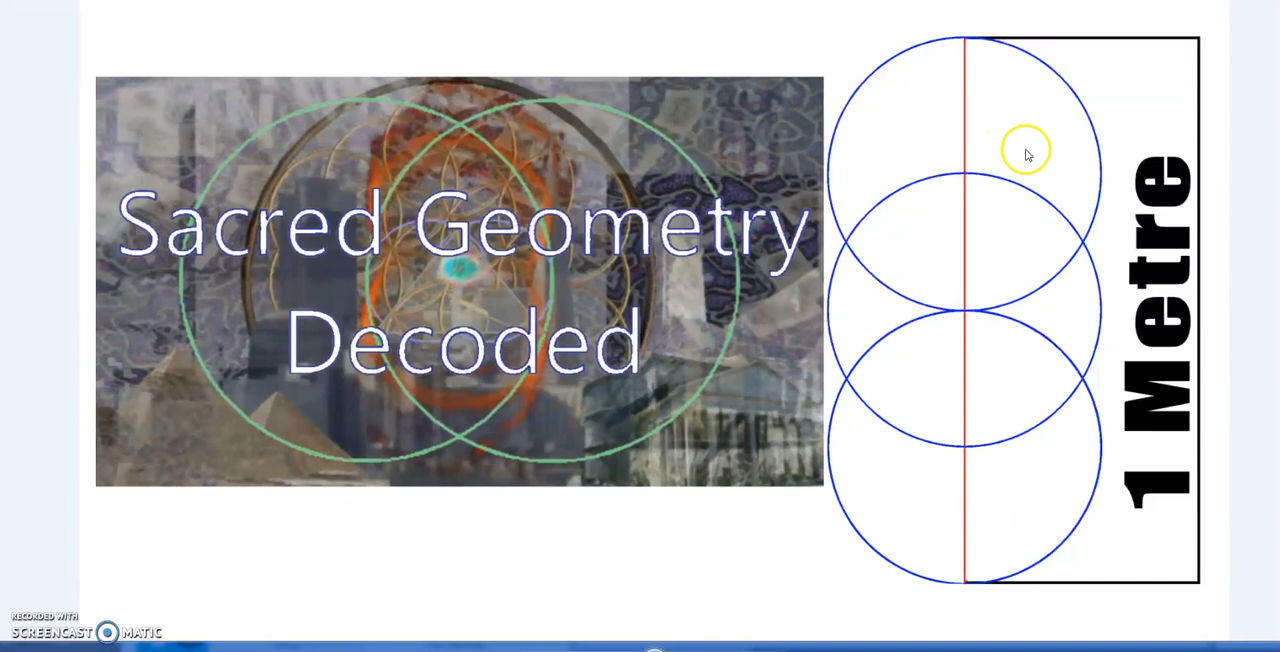 Sacred Geometry
Decoded
1 Metre
RECORDED WITH
SCREENCAST MATIC